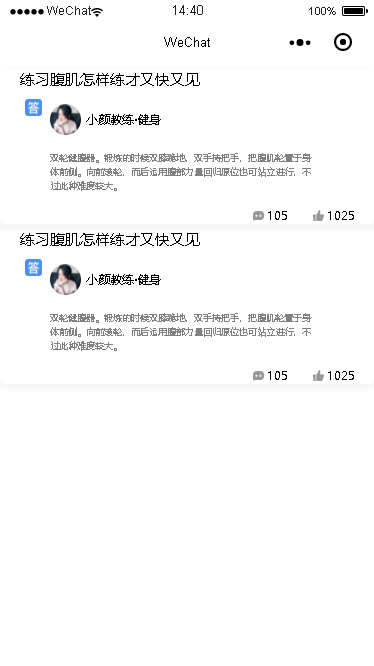 WeChat 14:40 100%
WeChat
练习腹肌怎样练才又快又见
答
小颜教练·健身
双轮健腹器。锻炼的时候双膝跪地，双手持把手，把腹肌轮置于身
体前侧。向前滚轮，而后运用腹部力量回归原位也可站立进行，不
过此种难度较大。
105 1025
练习腹肌怎样练才又快又见
答
小颜教练·健身
双轮健腹器。锻炼的时候双膝跪地，双手持把手，把腹肌轮置于身
体前侧。向前滚轮，而后运用腹部力量回归原位也可站立进行，不
过此种难度较大。
105 1025